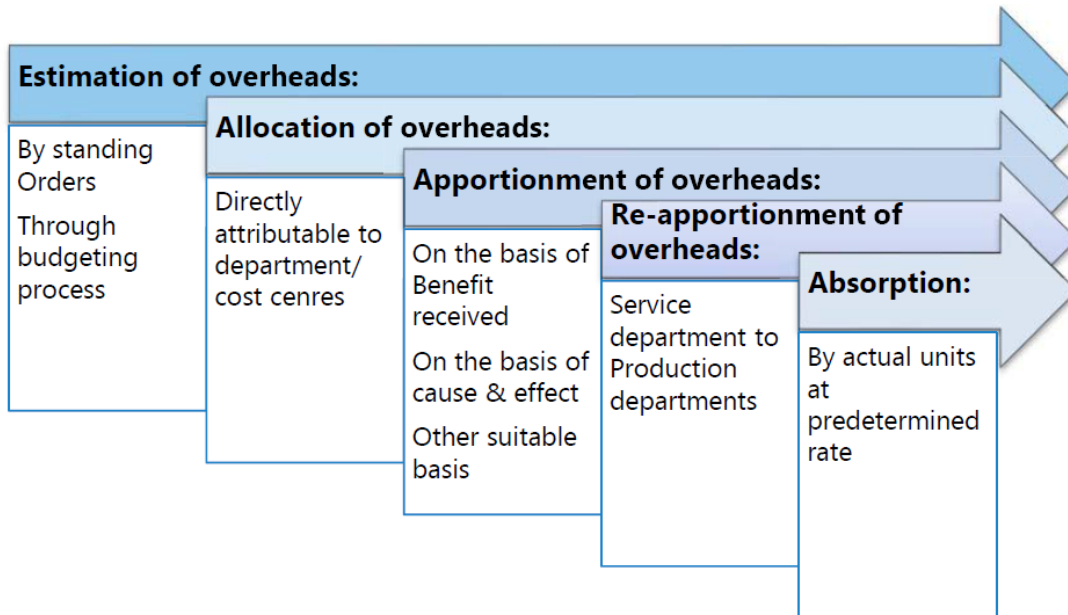 Estimation of overheads:
By standing
Orders
Through
budgeting
process
Allocation of overheads:
Directly
attributable to
department/
cost cenres
Apportionment of overheads:
On the basis of
Benefit
received
On the basis of
cause & effect
Other suitable
basis
Re-apportionment of
overheads:
Service
department to
Production
departments
Absorption:
By actual units
at
predetermined
rate